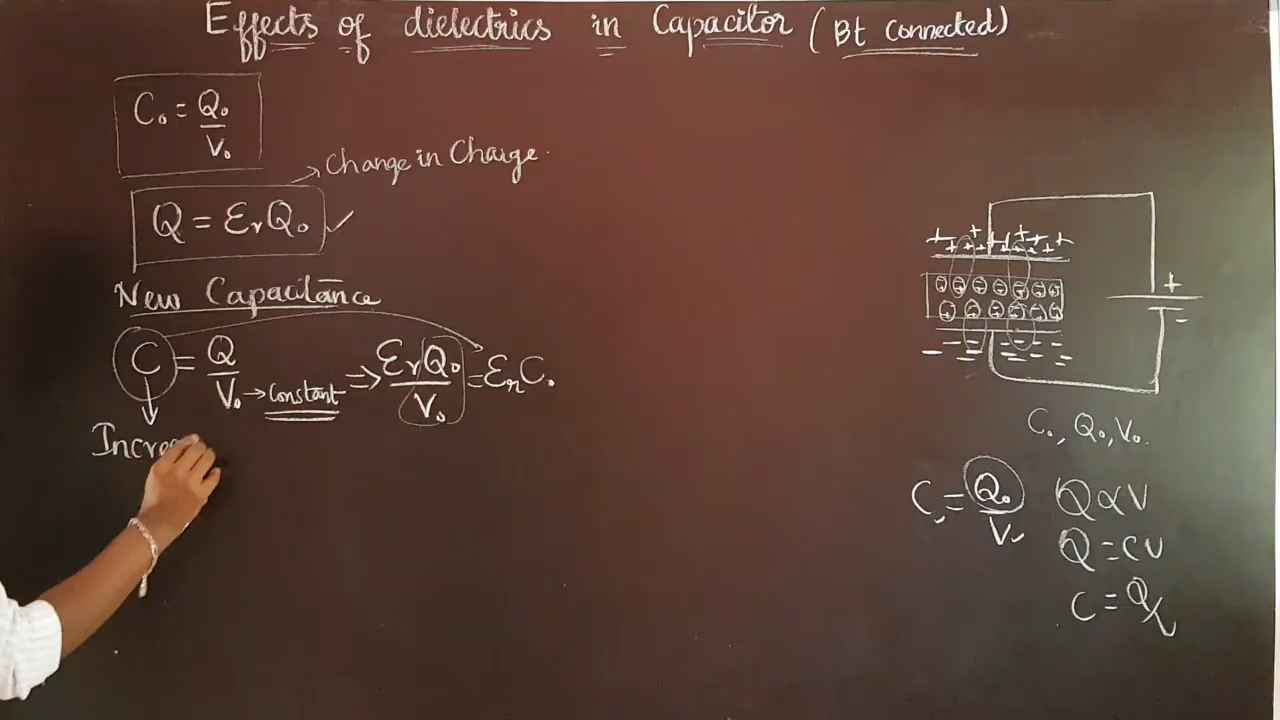 Effects of dielectrics in Capacitor (Bt Connected)
C₀ = Q₀/V₀
→ Change in Charge.
Q = εrQ₀ ✓
New Capacitance
C = Q/V₀ → Constant ⇒ εrQ₀/V₀ = εrC₀
Incre
+ + + + + + + + + +
+
-
C₀, Q₀, V₀.
C₀ = Q₀/V₀
Q ∝ V
Q = CV
C = Q/V